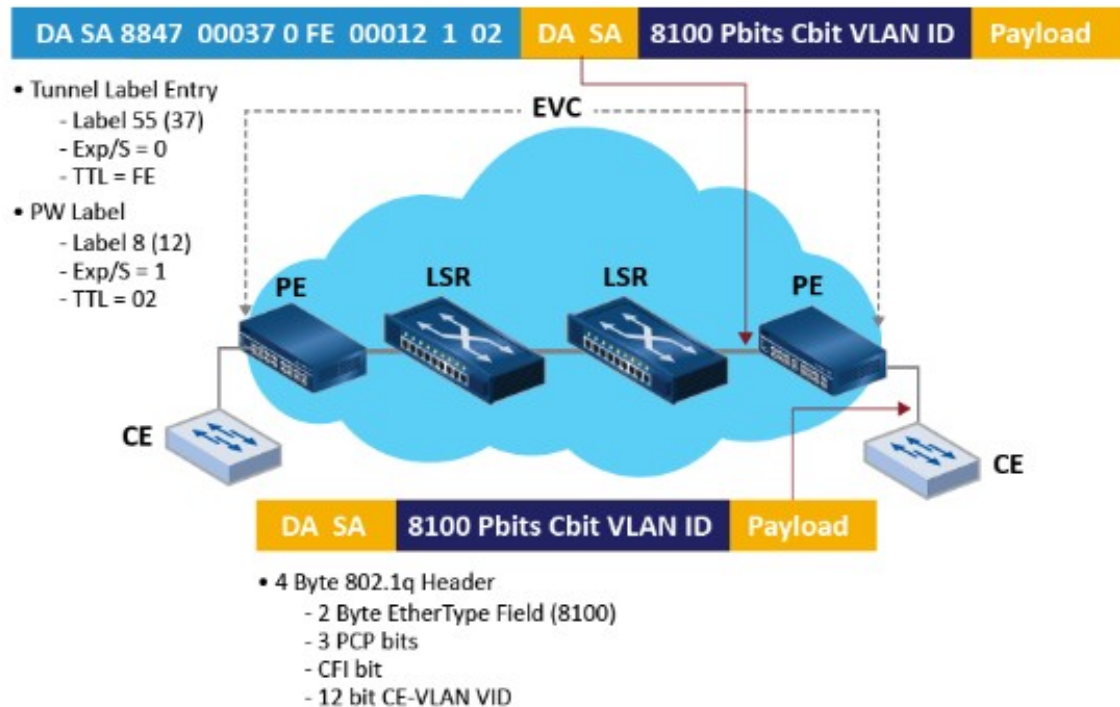 DA SA 8847 00037 0 FE 00012 1 02 DA SA 8100 Pbits Cbit VLAN ID Payload
• Tunnel Label Entry
- Label 55 (37)
- Exp/S = 0
- TTL = FE
• PW Label
- Label 8 (12)
- Exp/S = 1
- TTL = 02
EVC
PE
LSR
LSR
PE
CE
CE
DA SA 8100 Pbits Cbit VLAN ID Payload
• 4 Byte 802.1q Header
- 2 Byte EtherType Field (8100)
- 3 PCP bits
- CFI bit
- 12 bit CE-VLAN VID